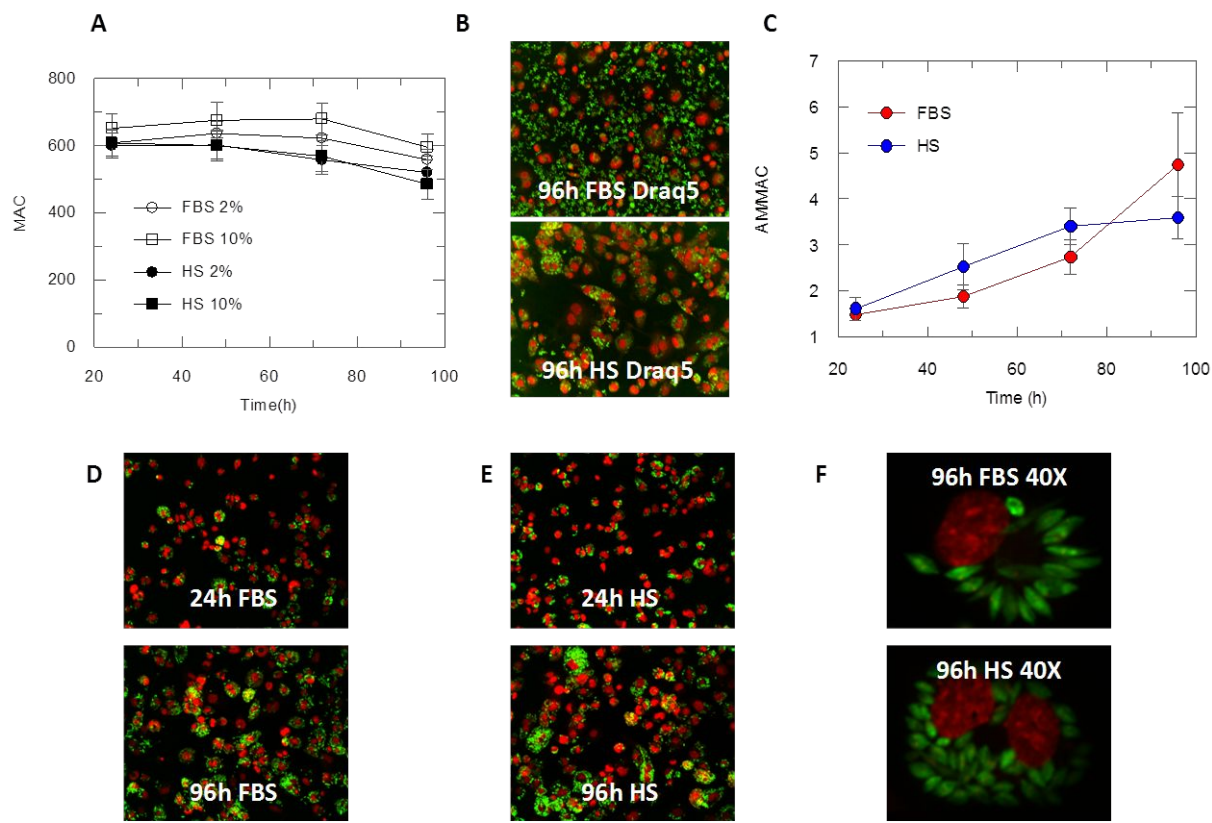 A
800
600
400
200
0
MAC
FBS 2%
FBS 10%
HS 2%
HS 10%
20
40
60
80
100
Time(h)
B
96h FBS Draq5
96h HS Draq5
C
7
6
5
4
3
2
1
AM/MAC
FBS
HS
20
40
60
80
100
Time (h)
D
24h FBS
96h FBS
E
24h HS
96h HS
F
96h FBS 40X
96h HS 40X